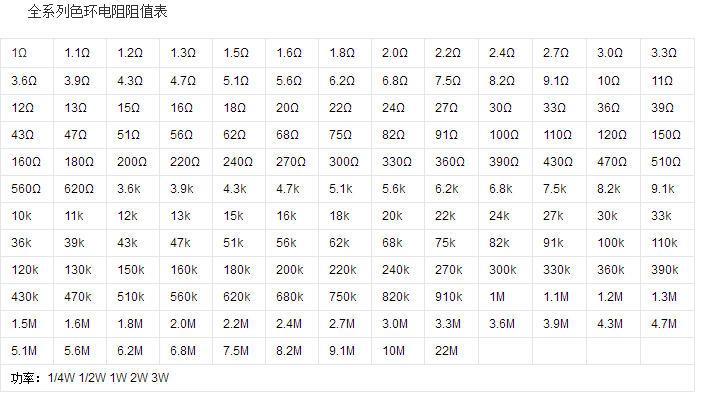 全系列色环电阻阻值表
1Ω 1.1Ω 1.2Ω 1.3Ω 1.5Ω 1.6Ω 1.8Ω 2.0Ω 2.2Ω 2.4Ω 2.7Ω 3.0Ω 3.3Ω
3.6Ω 3.9Ω 4.3Ω 4.7Ω 5.1Ω 5.6Ω 6.2Ω 6.8Ω 7.5Ω 8.2Ω 9.1Ω 10Ω 11Ω
12Ω 13Ω 15Ω 16Ω 18Ω 20Ω 22Ω 24Ω 27Ω 30Ω 33Ω 36Ω 39Ω
43Ω 47Ω 51Ω 56Ω 62Ω 68Ω 75Ω 82Ω 91Ω 100Ω 110Ω 120Ω 150Ω
160Ω 180Ω 200Ω 220Ω 240Ω 270Ω 300Ω 330Ω 360Ω 390Ω 430Ω 470Ω 510Ω
560Ω 620Ω 3.6k 3.9k 4.3k 4.7k 5.1k 5.6k 6.2k 6.8k 7.5k 8.2k 9.1k
10k 11k 12k 13k 15k 16k 18k 20k 22k 24k 27k 30k 33k
36k 39k 43k 47k 51k 56k 62k 68k 75k 82k 91k 100k 110k
120k 130k 150k 160k 180k 200k 220k 240k 270k 300k 330k 360k 390k
430k 470k 510k 560k 620k 680k 750k 820k 910k 1M 1.1M 1.2M 1.3M
1.5M 1.6M 1.8M 2.0M 2.2M 2.4M 2.7M 3.0M 3.3M 3.6M 3.9M 4.3M 4.7M
5.1M 5.6M 6.2M 6.8M 7.5M 8.2M 9.1M 10M 22M
功率：1/4W 1/2W 1W 2W 3W